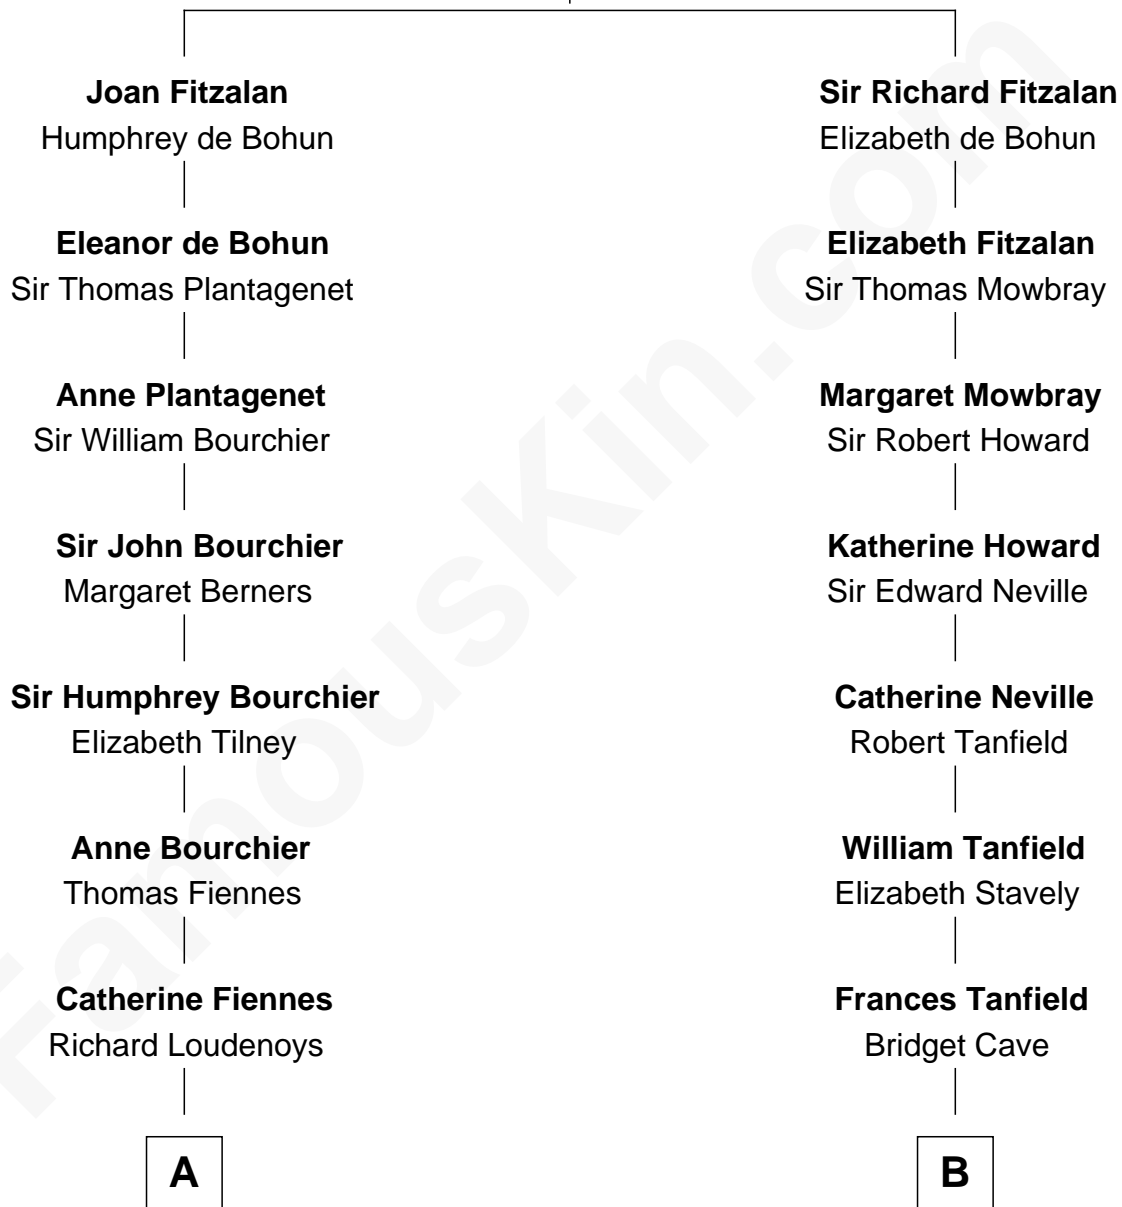 Joan Fitzalan
Humphrey de Bohun
Eleanor de Bohun
Sir Thomas Plantagenet
Anne Plantagenet
Sir William Bourchier
Sir John Bourchier
Margaret Berners
Sir Humphrey Bourchier
Elizabeth Tilney
Anne Bourchier
Thomas Fiennes
Catherine Fiennes
Richard Loudenoys
A
Sir Richard Fitzalan
Elizabeth de Bohun
Elizabeth Fitzalan
Sir Thomas Mowbray
Margaret Mowbray
Sir Robert Howard
Katherine Howard
Sir Edward Neville
Catherine Neville
Robert Tanfield
William Tanfield
Elizabeth Stavely
Frances Tanfield
Bridget Cave
B
FamousKin.com